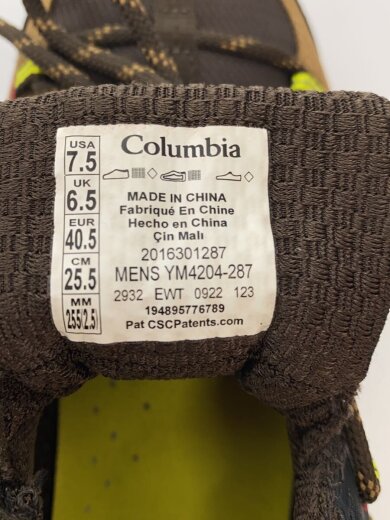 USA
7.5
UK
6.5
EUR
40.5
CM
25.5
MM
255(2.5)
Columbia
MADE IN CHINA
Fabriqué En Chine
Hecho en China
Çin Malı
2016301287
MENS YM4204-287
2932 EWT 0922 123
194895776789
Pat CSCPatents.com